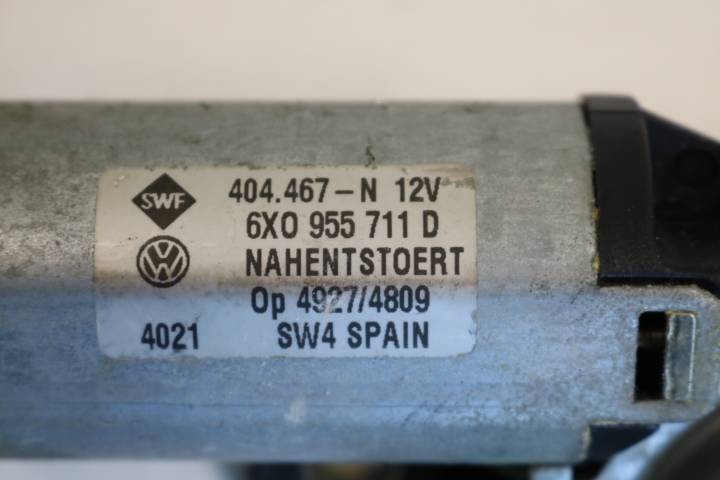 SWF 404.467-N 12V
6X0 955 711 D
NAHENTSTOERT
Op 4927/4809
4021 SW4 SPAIN